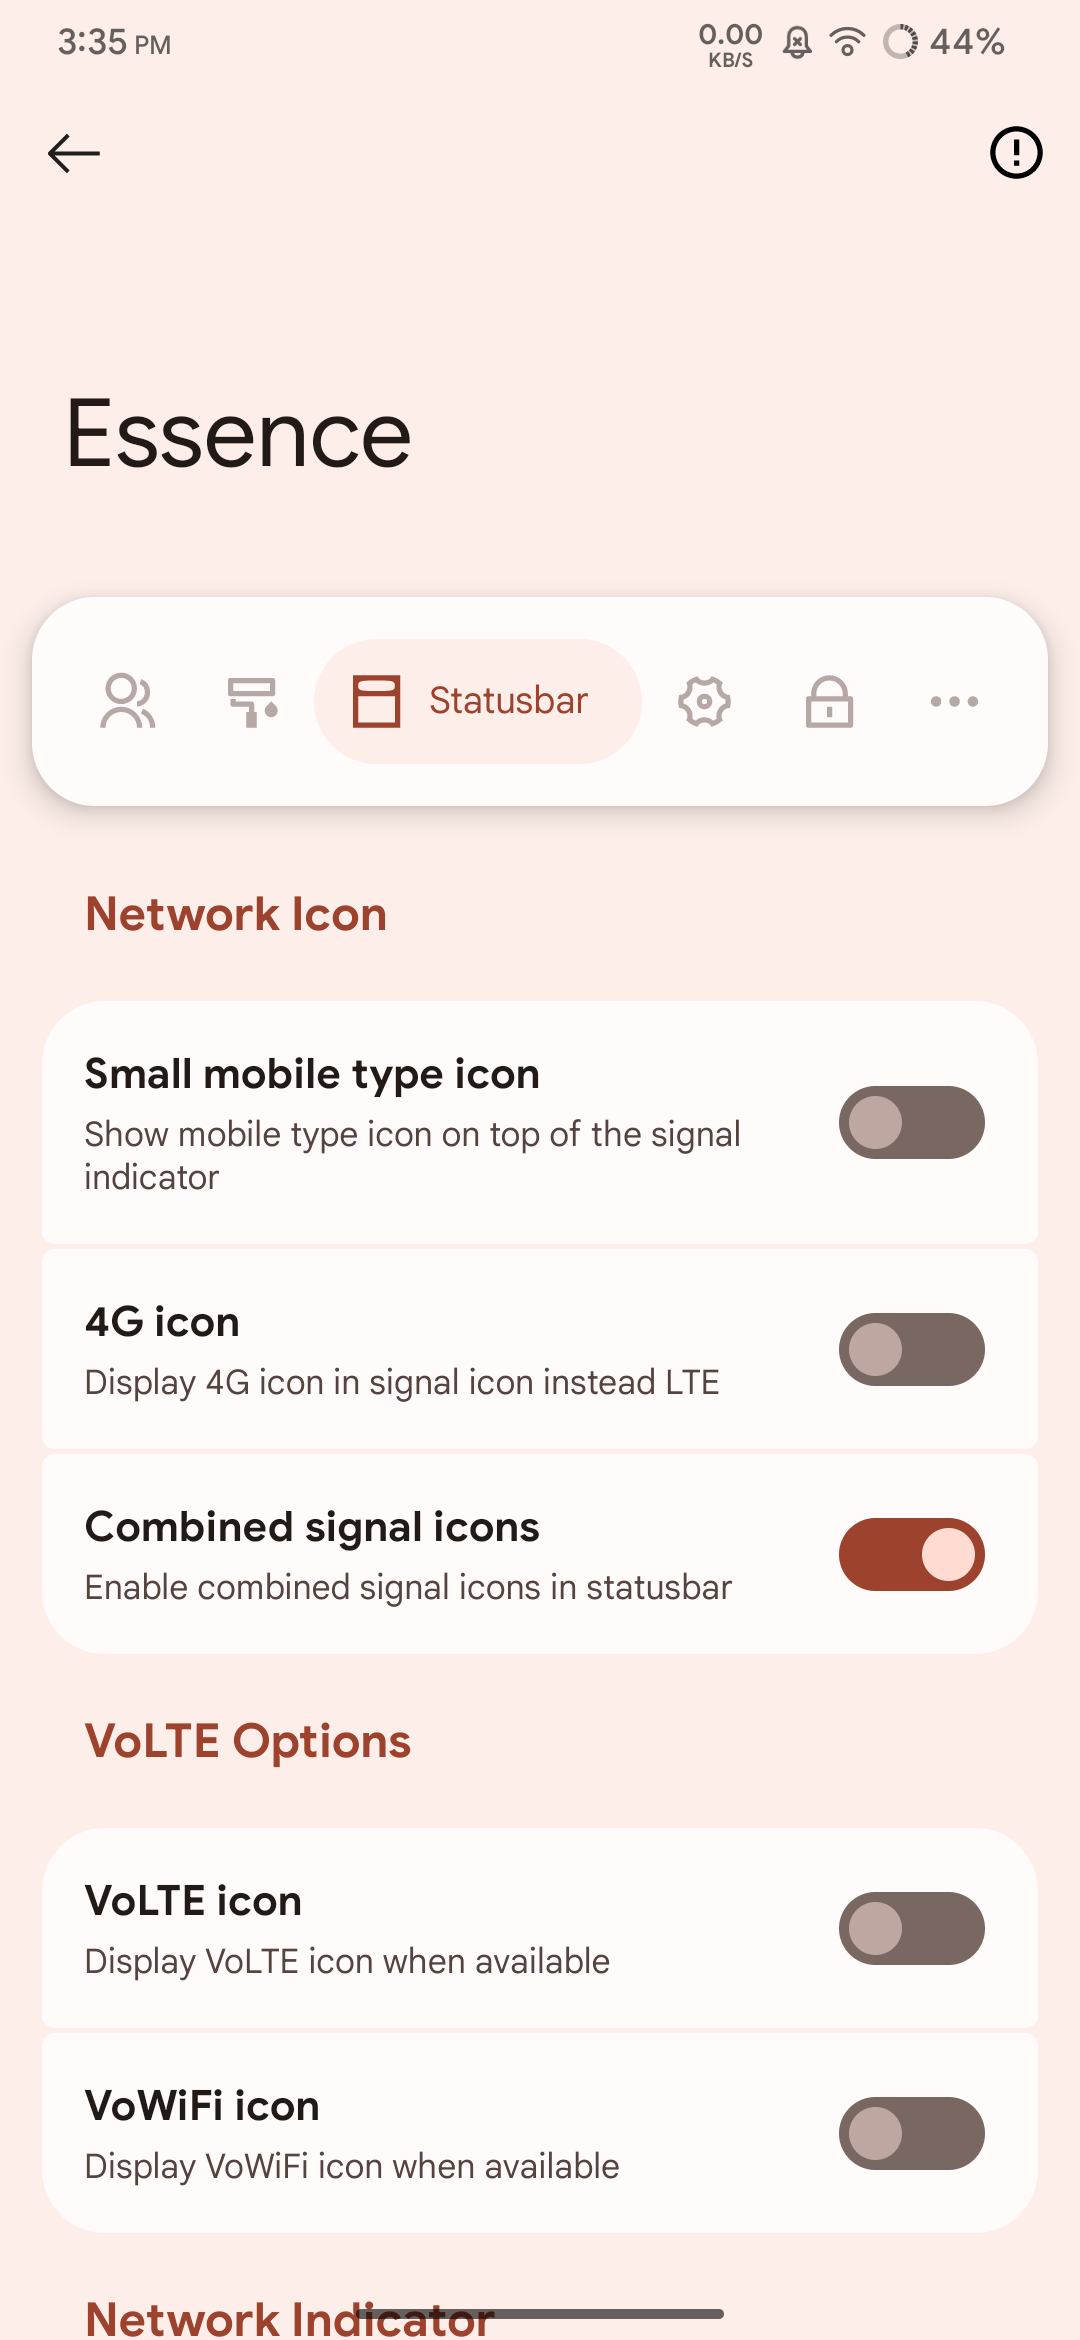 3:35 PM
0.00
KB/S
44%
Essence
Statusbar
Network Icon
Small mobile type icon
Show mobile type icon on top of the signal
indicator
4G icon
Display 4G icon in signal icon instead LTE
Combined signal icons
Enable combined signal icons in statusbar
VoLTE Options
VoLTE icon
Display VoLTE icon when available
VoWiFi icon
Display VoWiFi icon when available
Network Indicator